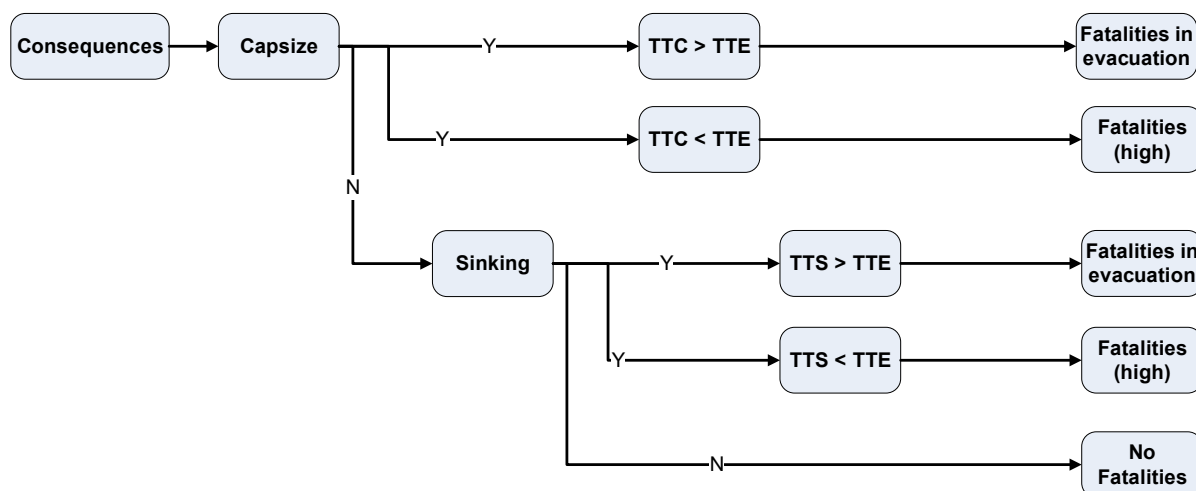 Consequences
Capsize
Y
TTC > TTE
Fatalities in
evacuation
Y
TTC < TTE
Fatalities
(high)
N
Sinking
Y
TTS > TTE
Fatalities in
evacuation
Y
TTS < TTE
Fatalities
(high)
N
No
Fatalities